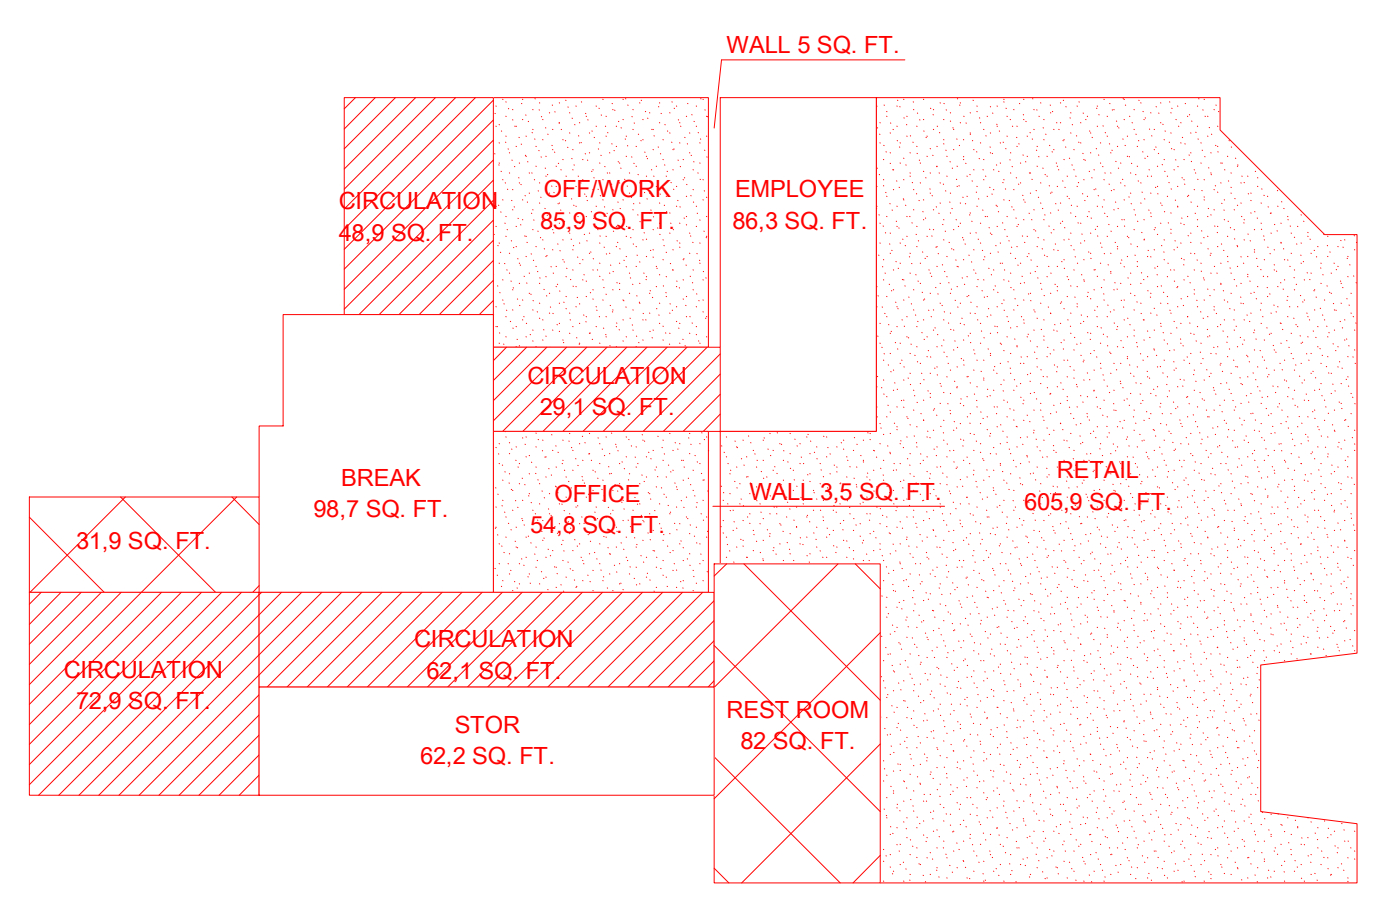 WALL 5 SQ. FT.
CIRCULATION
48,9 SQ. FT.
OFF/WORK
85,9 SQ. FT.
EMPLOYEE
86,3 SQ. FT.
CIRCULATION
29,1 SQ. FT.
BREAK
98,7 SQ. FT.
OFFICE
54,8 SQ. FT.
WALL 3,5 SQ. FT.
RETAIL
605,9 SQ. FT.
31,9 SQ. FT.
CIRCULATION
72,9 SQ. FT.
CIRCULATION
62,1 SQ. FT.
STOR
62,2 SQ. FT.
REST ROOM
82 SQ. FT.